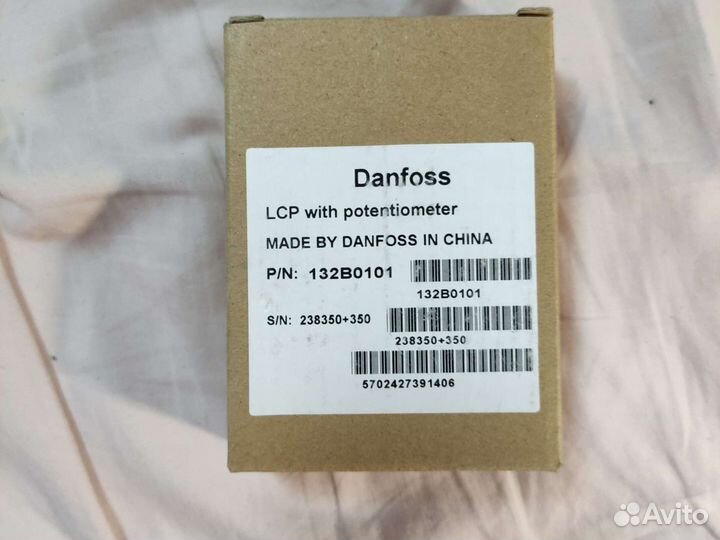 Danfoss
LCP with potentiometer
MADE BY DANFOSS IN CHINA
P/N: 132B0101
132B0101
S/N: 238350+350
238350+350
5702427391406
Avito